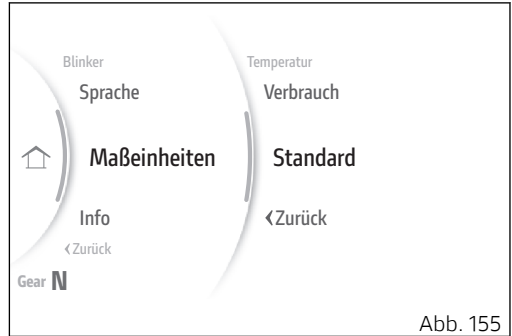 Blinker
Sprache
Maßeinheiten
Info
‹Zurück
Gear N
Temperatur
Verbrauch
Standard
‹Zurück
Abb. 155